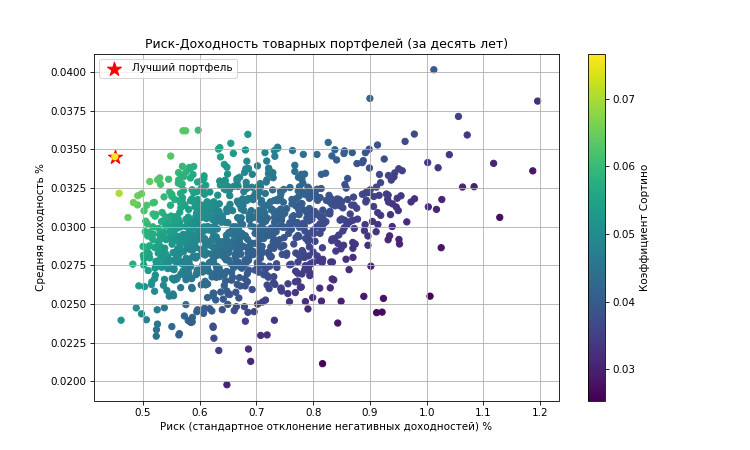 Риск-Доходность товарных портфелей (за десять лет)
Лучший портфель
0.0400
0.0375
0.0350
0.0325
0.0300
0.0275
0.0250
0.0225
0.0200
Средняя доходность %
0.5 0.6 0.7 0.8 0.9 1.0 1.1 1.2
Риск (стандартное отклонение негативных доходностей) %
0.07
0.06
0.05
0.04
0.03
Коэффициент Сортино